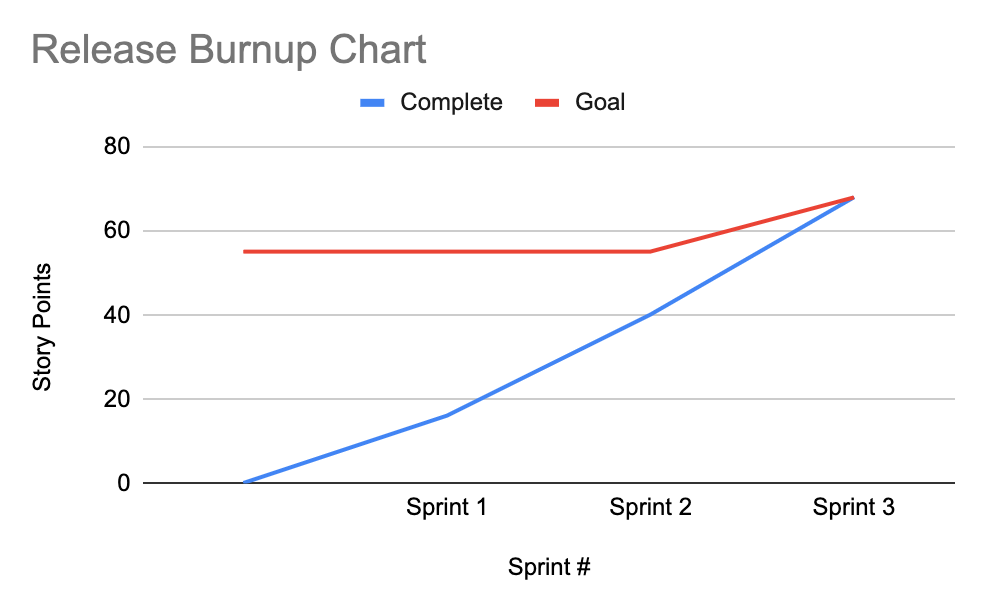 Release Burnup Chart
Complete Goal
80
60
40
20
0
Story Points
Sprint 1 Sprint 2 Sprint 3
Sprint #